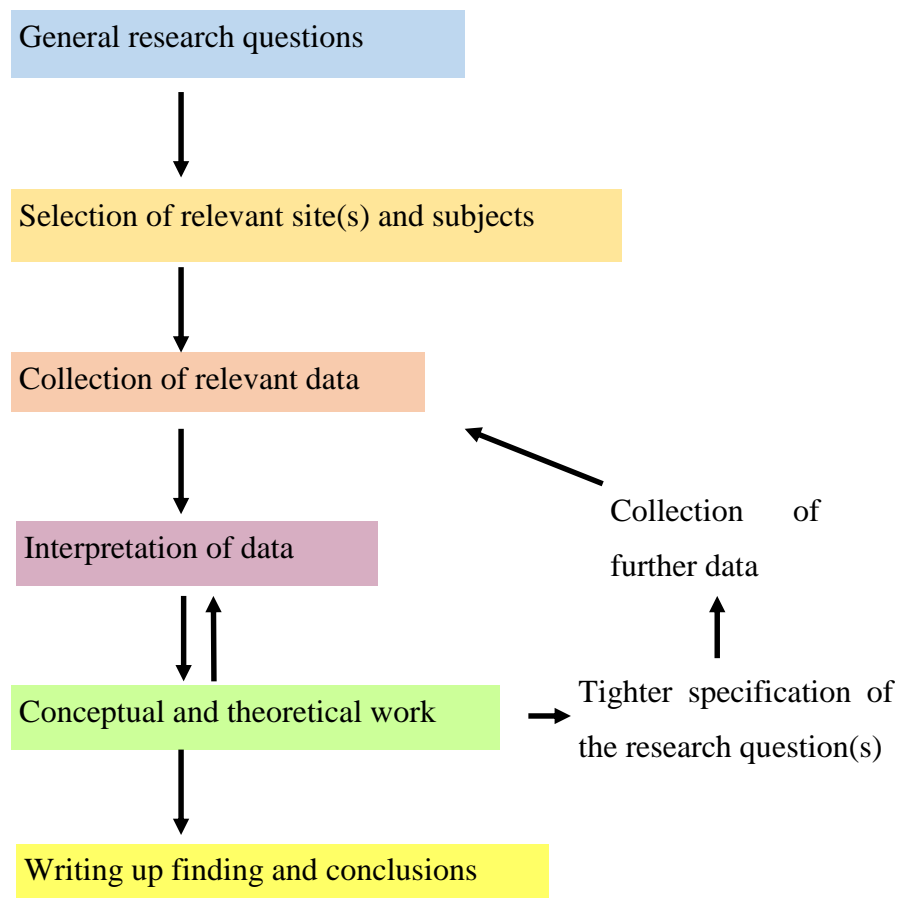 General research questions
Selection of relevant site(s) and subjects
Collection of relevant data
Interpretation of data
Conceptual and theoretical work
Writing up finding and conclusions
Tighter specification of
the research question(s)
Collection of
further data